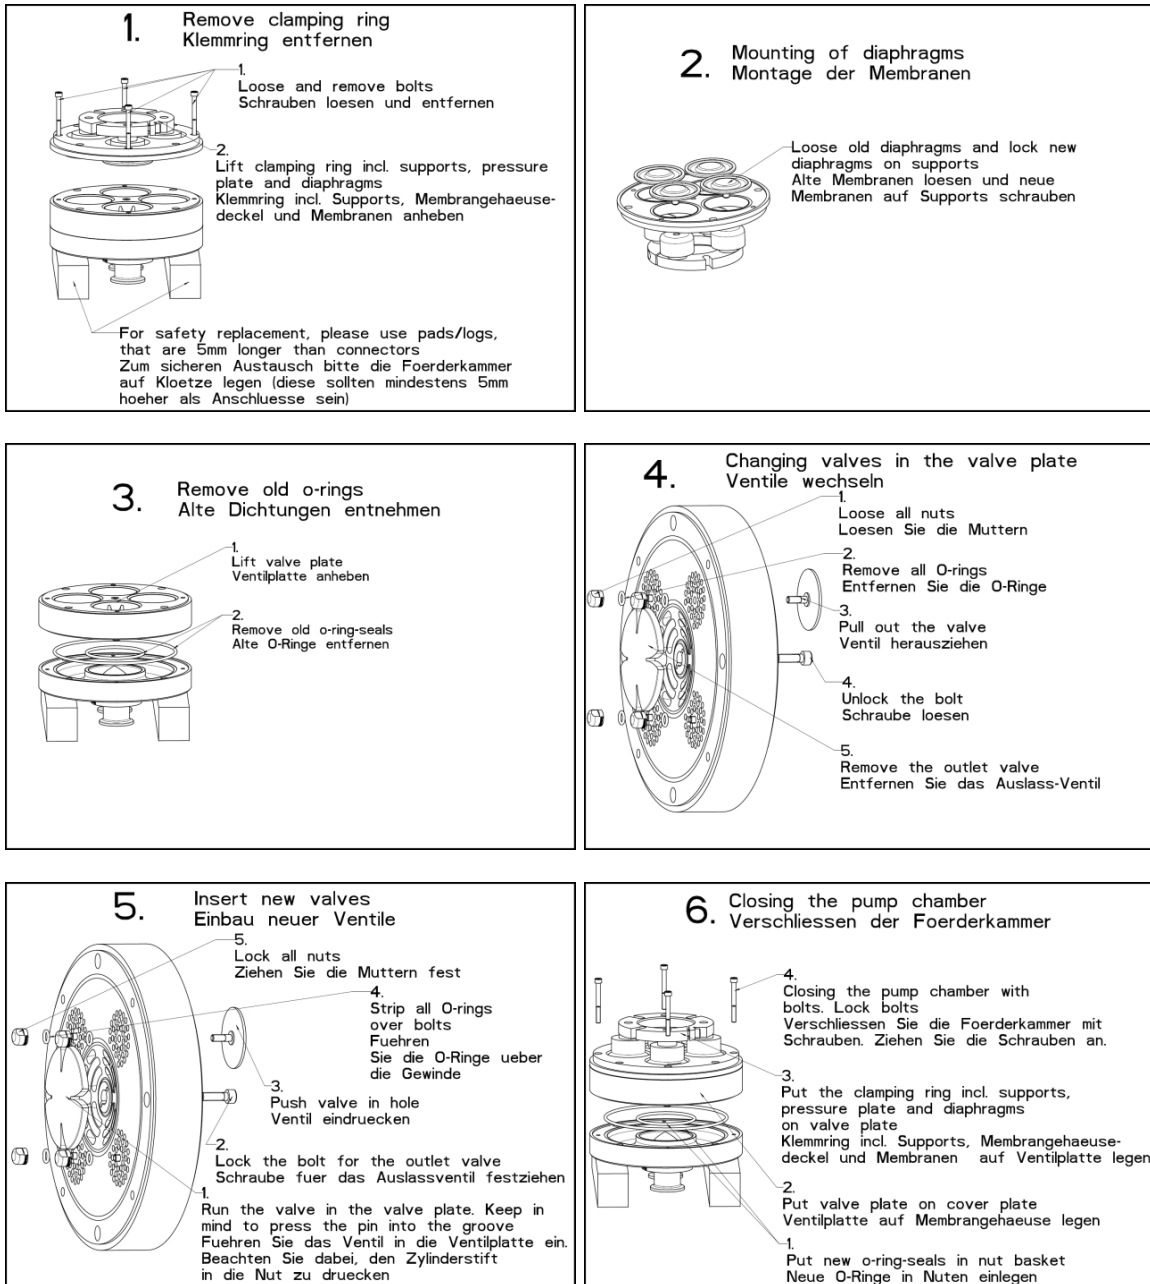 1.
Remove clamping ring
Klemmring entfernen
1.
Loose and remove bolts
Schrauben loesen und entfernen
2.
Lift clamping ring incl. supports, pressure
plate and diaphragms
Klemmring incl. Supports, Membrangehaeuse-
deckel und Membranen anheben
For safety replacement, please use pads/logs,
that are 5mm longer than connectors
Zum sicheren Austausch bitte die Foerderkammer
auf Kloetze legen (diese sollten mindestens 5mm
hoeher als Anschluesse sein)
2.
Mounting of diaphragms
Montage der Membranen
Loose old diaphragms and lock new
diaphragms on supports
Alte Membranen loesen und neue
Membranen auf Supports schrauben
3.
Remove old o-rings
Alte Dichtungen entnehmen
1.
Lift valve plate
Ventilplatte anheben
2.
Remove old o-ring-seals
Alte O-Ringe entfernen
4.
Changing valves in the valve plate
Ventile wechseln
1.
Loose all nuts
Loesen Sie die Muttern
2.
Remove all O-rings
Entfernen Sie die O-Ringe
3.
Pull out the valve
Ventil herausziehen
4.
Unlock the bolt
Schraube loesen
5.
Remove the outlet valve
Entfernen Sie das Auslass-Ventil
5.
Insert new valves
Einbau neuer Ventile
5.
Lock all nuts
Ziehen Sie die Muttern fest
4.
Strip all O-rings
over bolts
Fuehren
Sie die O-Ringe ueber
die Gewinde
3.
Push valve in hole
Ventil eindruecken
2.
Lock the bolt for the outlet valve
Schraube fuer das Auslassventil festziehen
1.
Run the valve in the valve plate. Keep in
mind to press the pin into the groove
Fuehren Sie das Ventil in die Ventilplatte ein.
Beachten Sie dabei, den Zylinderstift
in die Nut zu druecken
6.
Closing the pump chamber
Verschliessen der Foerderkammer
4.
Closing the pump chamber with
bolts. Lock bolts
Verschliessen Sie die Foerderkammer mit
Schrauben. Ziehen Sie die Schrauben an.
3.
Put the clamping ring incl. supports,
pressure plate and diaphragms
on valve plate
Klemmring incl. Supports, Membrangehaeuse-
deckel und Membranen auf Ventilplatte legen
2.
Put valve plate on cover plate
Ventilplatte auf Membrangehaeuse legen
1.
Put new o-ring-seals in nut basket
Neue O-Ringe in Nuten einlegen